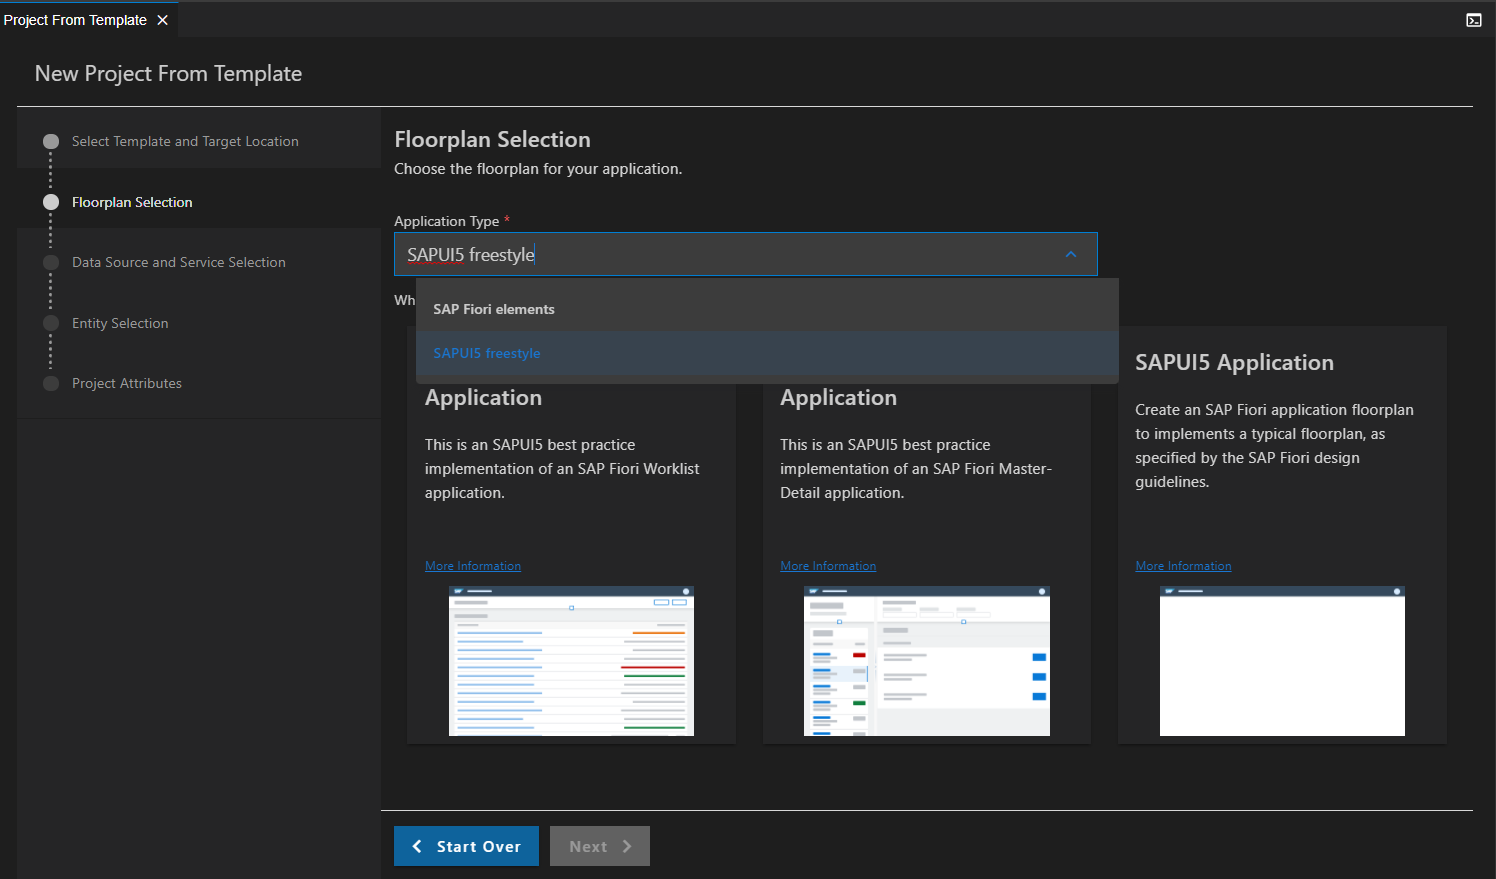 Project From Template
New Project From Template
Select Template and Target Location
Floorplan Selection
Data Source and Service Selection
Entity Selection
Project Attributes
Floorplan Selection
Choose the floorplan for your application.
Application Type *
SAPUI5 freestyle
Wh
SAP Fiori elements
SAPUI5 freestyle
Application
This is an SAPUI5 best practice
implementation of an SAP Fiori Worklist
application.
More Information
Application
This is an SAPUI5 best practice
implementation of an SAP Fiori Master-
Detail application.
More Information
SAPUI5 Application
Create an SAP Fiori application floorplan
to implements a typical floorplan, as
specified by the SAP Fiori design
guidelines.
More Information
Start Over
Next